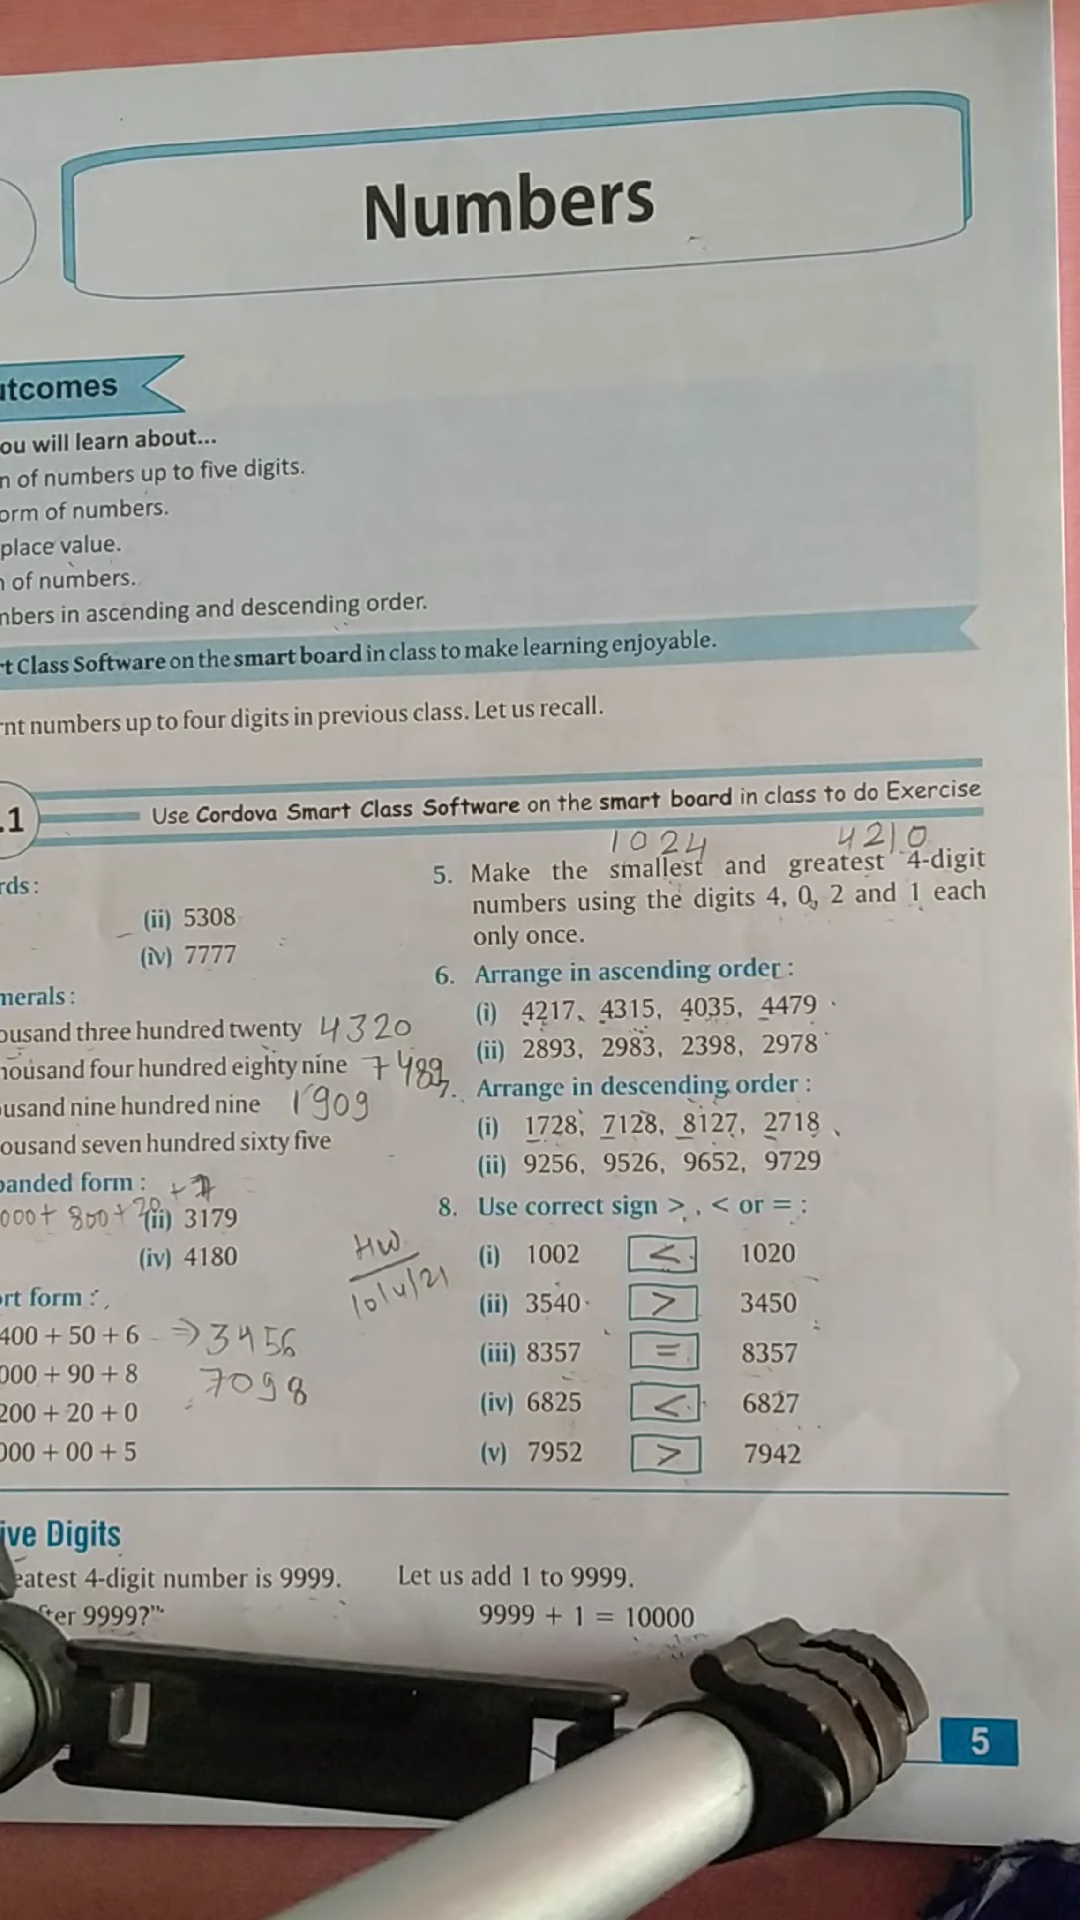 Numbers
utcomes
ou will learn about...
n of numbers up to five digits.
orm of numbers.
place value.
n of numbers.
nbers in ascending and descending order.
rt Class Software on the smart board in class to make learning enjoyable.
rnt numbers up to four digits in previous class. Let us recall.
.1
Use Cordova Smart Class Software on the smart board in class to do Exercise
rds :
(ii) 5308
(iv) 7777
merals :
ousand three hundred twenty 4320
housand four hundred eighty nine 7489
ousand nine hundred nine 1909
ousand seven hundred sixty five
panded form :
000 + 800 + 20 + 7
(ii) 3179
(iv) 4180
HW
10/4/21
ort form :
400 + 50 + 6 ⇒ 3456
000 + 90 + 8 7098
200 + 20 + 0
000 + 00 + 5
1024 4210
5. Make the smallest and greatest 4-digit
numbers using the digits 4, 0, 2 and 1 each
only once.
6. Arrange in ascending order :
(i) 4217, 4315, 4035, 4479
(ii) 2893, 2983, 2398, 2978
7. Arrange in descending order :
(i) 1728, 7128, 8127, 2718
(ii) 9256, 9526, 9652, 9729
8. Use correct sign >, < or = :
(i) 1002 < 1020
(ii) 3540 > 3450
(iii) 8357 = 8357
(iv) 6825 < 6827
(v) 7952 > 7942
ive Digits
eatest 4-digit number is 9999. Let us add 1 to 9999.
fter 9999?" 9999 + 1 = 10000
5